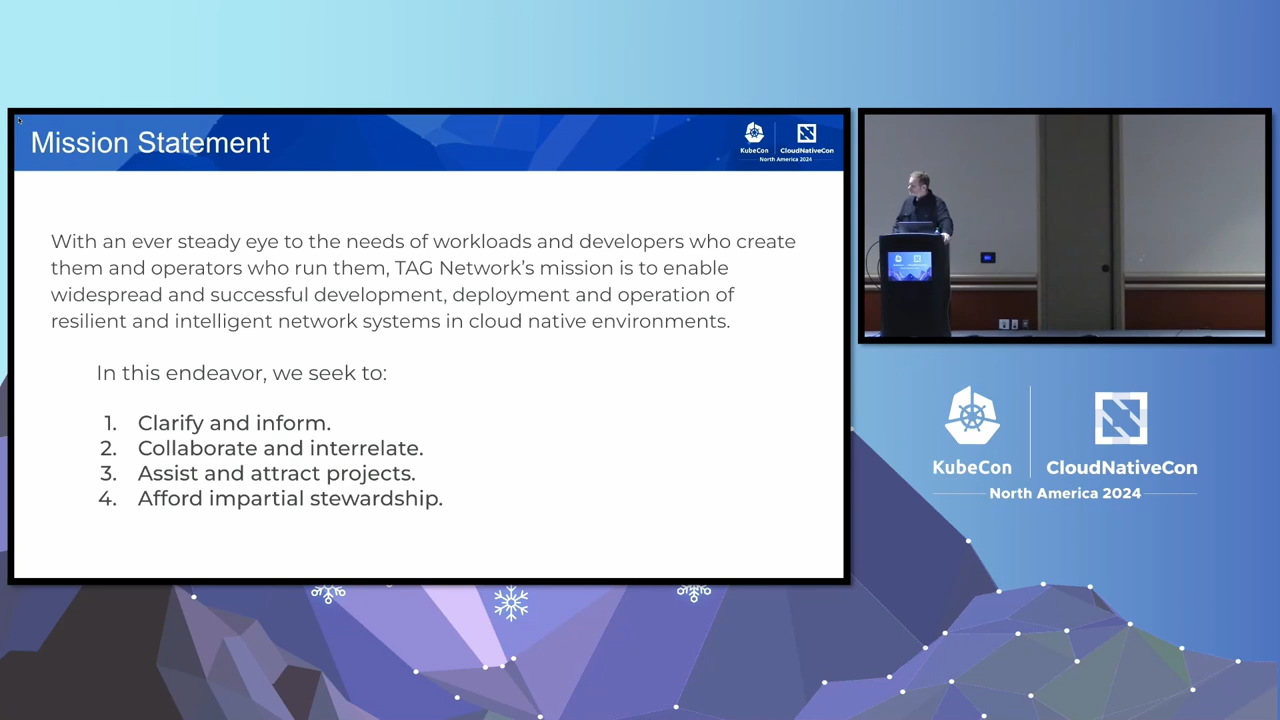 Mission Statement
KubeCon
CloudNativeCon
North America 2024
With an ever steady eye to the needs of workloads and developers who create
them and operators who run them, TAG Network's mission is to enable
widespread and successful development, deployment and operation of
resilient and intelligent network systems in cloud native environments.
In this endeavor, we seek to:
1. Clarify and inform.
2. Collaborate and interrelate.
3. Assist and attract projects.
4. Afford impartial stewardship.
KubeCon
CloudNativeCon
North America 2024